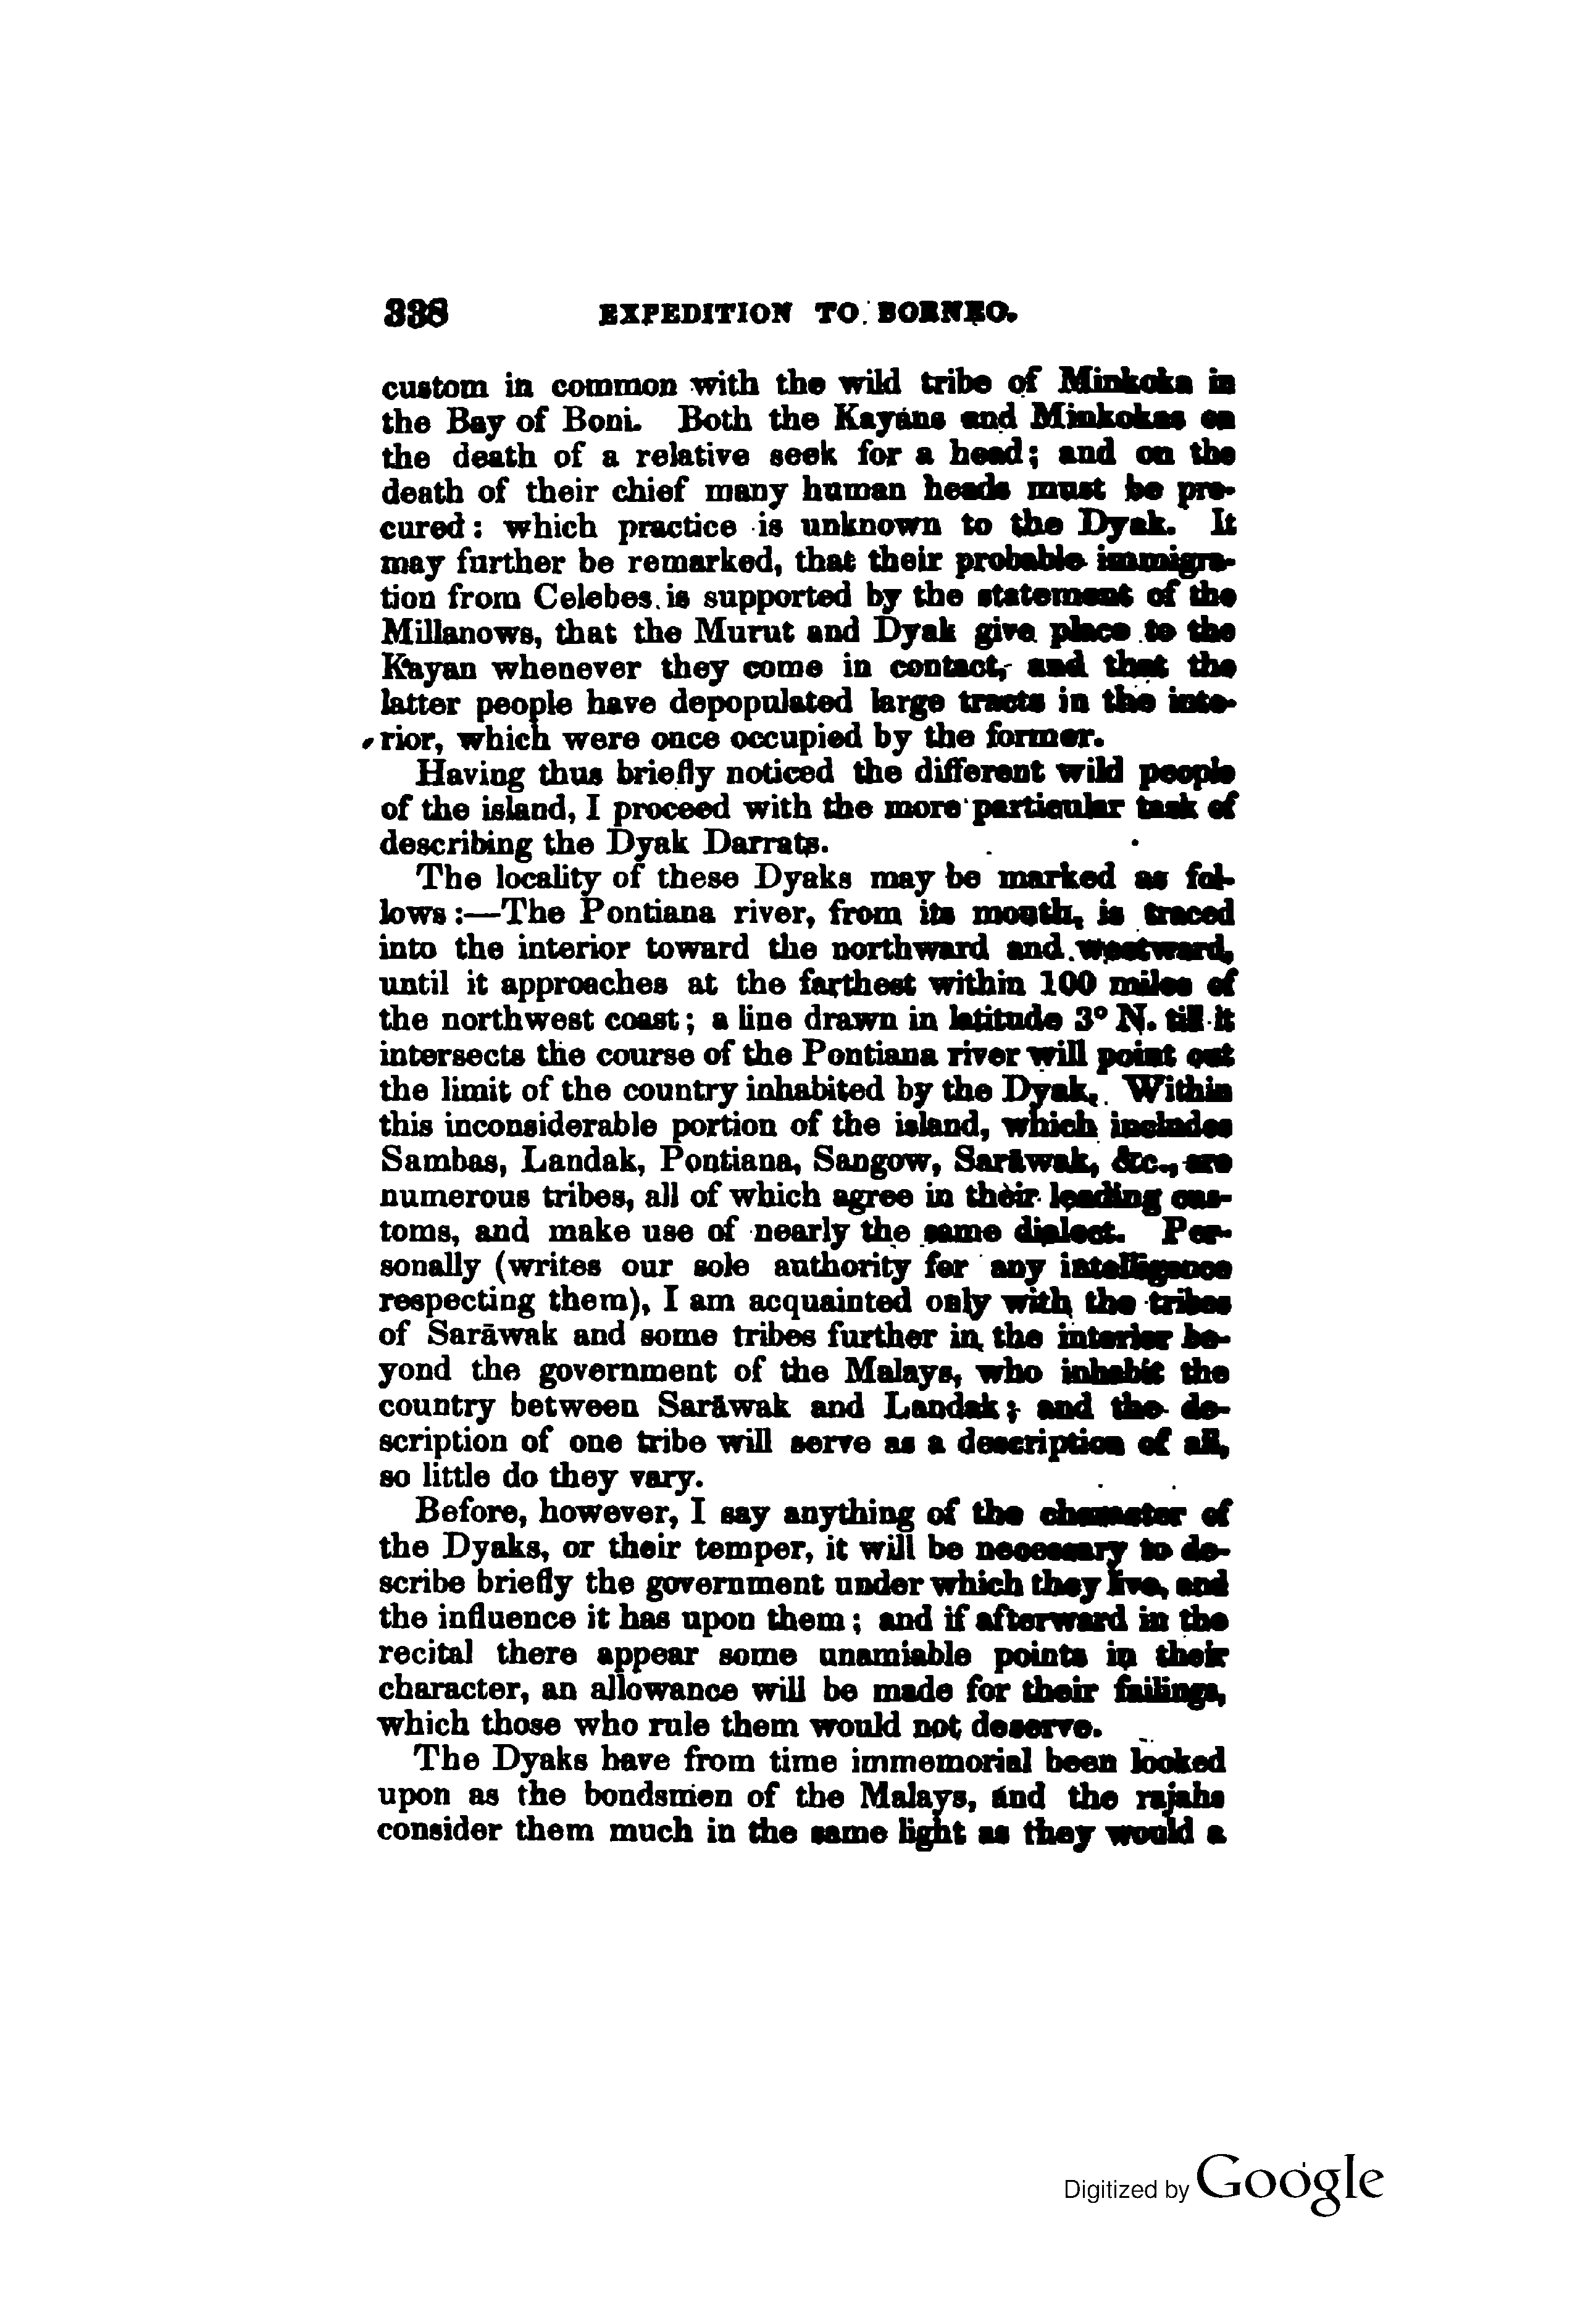 338 EXPEDITION TO BORNEO.
custom in common with the wild tribe of Minkoka in
the Bay of Boni. Both the Kayans and Minkokas on
the death of a relative seek for a head; and on the
death of their chief many human heads must be pro-
cured: which practice is unknown to the Dyak. It
may further be remarked, that their probable immigra-
tion from Celebes is supported by the statement of the
Millanows, that the Murut and Dyak give place to the
Kayan whenever they come in contact, and that the
latter people have depopulated large tracts in the inte-
rior, which were once occupied by the former.
Having thus briefly noticed the different wild people
of the island, I proceed with the more particular task of
describing the Dyak Darrats.
The locality of these Dyaks may be marked as fol-
lows:—The Pontiana river, from its mouth, is traced
into the interior toward the northward and westward,
until it approaches at the farthest within 100 miles of
the northwest coast; a line drawn in latitude 3° N. till it
intersects the course of the Pontiana river will point out
the limit of the country inhabited by the Dyak. Within
this inconsiderable portion of the island, which includes
Sambas, Landak, Pontiana, Sangow, Sarāwak, &c., are
numerous tribes, all of which agree in their leading cus-
toms, and make use of nearly the same dialect. Per-
sonally (writes our sole authority for any intelligence
respecting them), I am acquainted only with the tribes
of Sarāwak and some tribes further in the interior be-
yond the government of the Malays, who inhabit the
country between Sarāwak and Landak; and the de-
scription of one tribe will serve as a description of all,
so little do they vary.
Before, however, I say anything of the character of
the Dyaks, or their temper, it will be necessary to de-
scribe briefly the government under which they live, and
the influence it has upon them; and if afterward in the
recital there appear some unamiable points in their
character, an allowance will be made for their failings,
which those who rule them would not deserve.
The Dyaks have from time immemorial been looked
upon as the bondsmen of the Malays, and the rajahs
consider them much in the same light as they would a
Digitized by Google